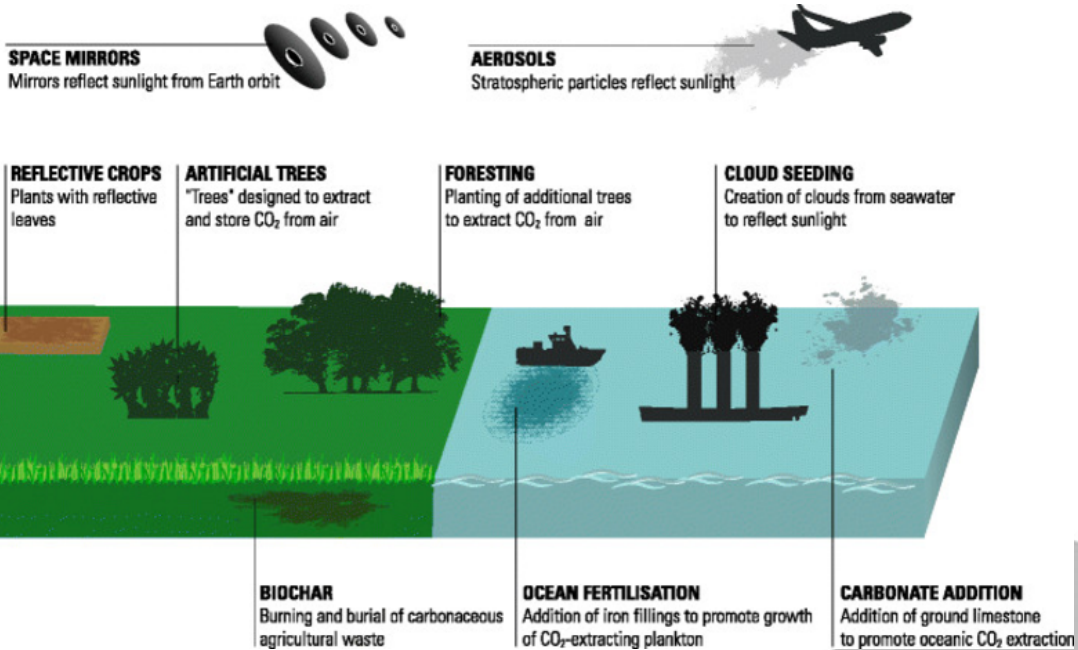 SPACE MIRRORS
Mirrors reflect sunlight from Earth orbit
AEROSOLS
Stratospheric particles reflect sunlight
REFLECTIVE CROPS
Plants with reflective
leaves
ARTIFICIAL TREES
"Trees" designed to extract
and store CO₂ from air
FORESTING
Planting of additional trees
to extract CO₂ from air
CLOUD SEEDING
Creation of clouds from seawater
to reflect sunlight
BIOCHAR
Burning and burial of carbonaceous
agricultural waste
OCEAN FERTILISATION
Addition of iron fillings to promote growth
of CO₂-extracting plankton
CARBONATE ADDITION
Addition of ground limestone
to promote oceanic CO₂ extraction